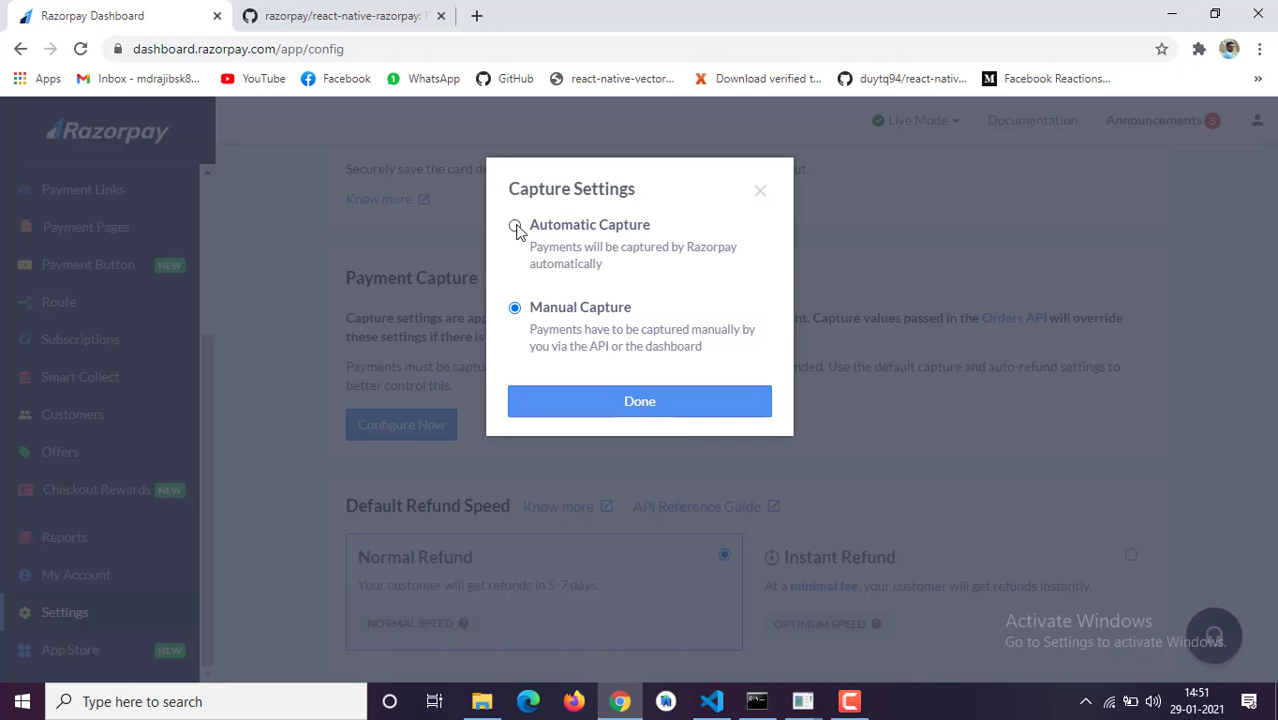 Razorpay Dashboard
razorpay/react-native-razorpay: F
dashboard.razorpay.com/app/config
Apps
Inbox - mdrajibsk8...
YouTube
Facebook
WhatsApp
GitHub
react-native-vector...
Download verified t...
duytq94/react-nativ...
Facebook Reactions...
Razorpay
Live Mode
Documentation
Announcements 3
Payment Links
Payment Pages
Payment Button NEW
Route
Subscriptions
Smart Collect
Customers
Offers
Checkout Rewards NEW
Reports
My Account
Settings
App Store NEW
Securely save the card d
out.
Know more
Payment Capture
Capture settings are app
ent. Capture values passed in the Orders API will override
these settings if there is
Payments must be captu
nded. Use the default capture and auto-refund settings to
better control this.
Configure Now
Capture Settings
Automatic Capture
Payments will be captured by Razorpay
automatically
Manual Capture
Payments have to be captured manually by
you via the API or the dashboard
Done
Default Refund Speed Know more API Reference Guide
Normal Refund
Your customer will get refunds in 5-7 days.
NORMAL SPEED
Instant Refund
At a minimal fee, your customer will get refunds instantly.
OPTIMUM SPEED
Activate Windows
Go to Settings to activate Windows.
Type here to search
14:51
29-01-2021